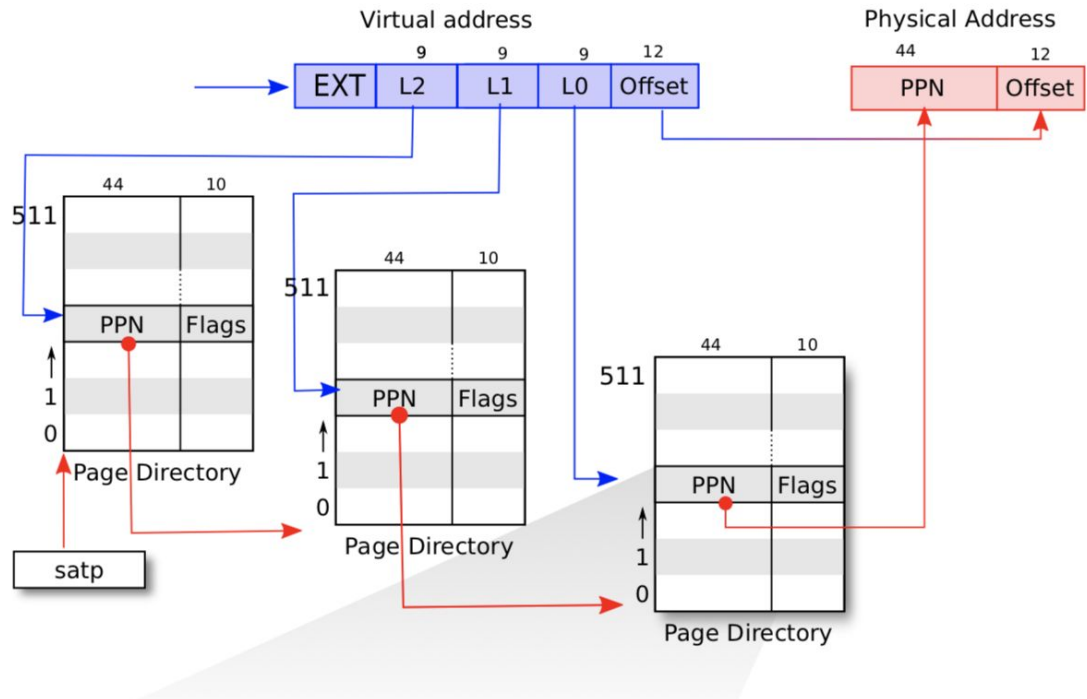 Virtual address
Physical Address
9 9 9 12
44 12
EXT L2 L1 L0 Offset
PPN Offset
44 10
511
PPN Flags
1
0
Page Directory
satp
44 10
511
PPN Flags
1
0
Page Directory
44 10
511
PPN Flags
1
0
Page Directory